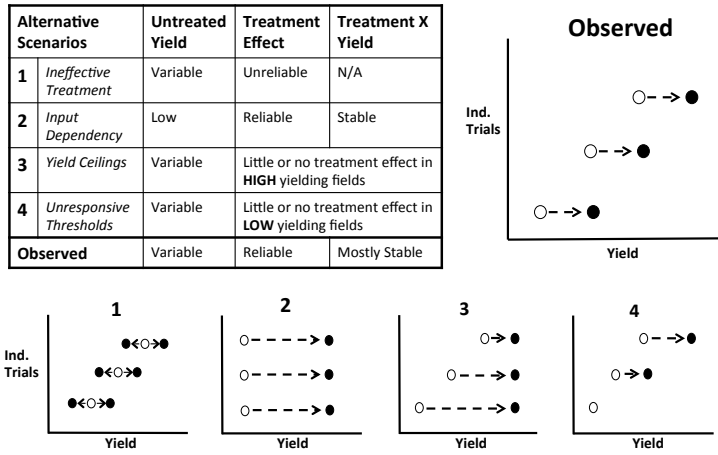 Alternative Scenarios
Untreated Yield
Treatment Effect
Treatment X Yield
1
Ineffective Treatment
Variable
Unreliable
N/A
2
Input Dependency
Low
Reliable
Stable
3
Yield Ceilings
Variable
Little or no treatment effect in
HIGH yielding fields
4
Unresponsive Thresholds
Variable
Little or no treatment effect in
LOW yielding fields
Observed
Variable
Reliable
Mostly Stable
Observed
Ind.
Trials
Yield
1
2
3
4
Ind.
Trials
Yield
Yield
Yield
Yield